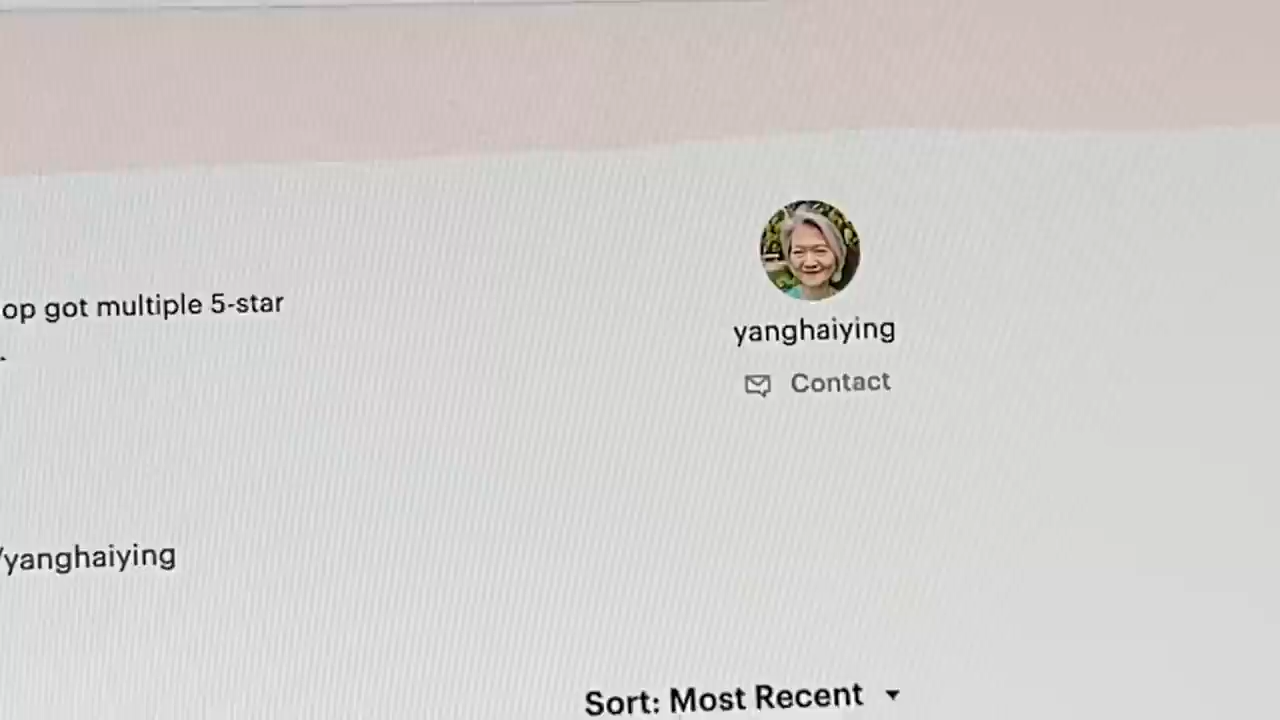 op got multiple 5-star
yanghaiying
Contact
/yanghaiying
Sort: Most Recent